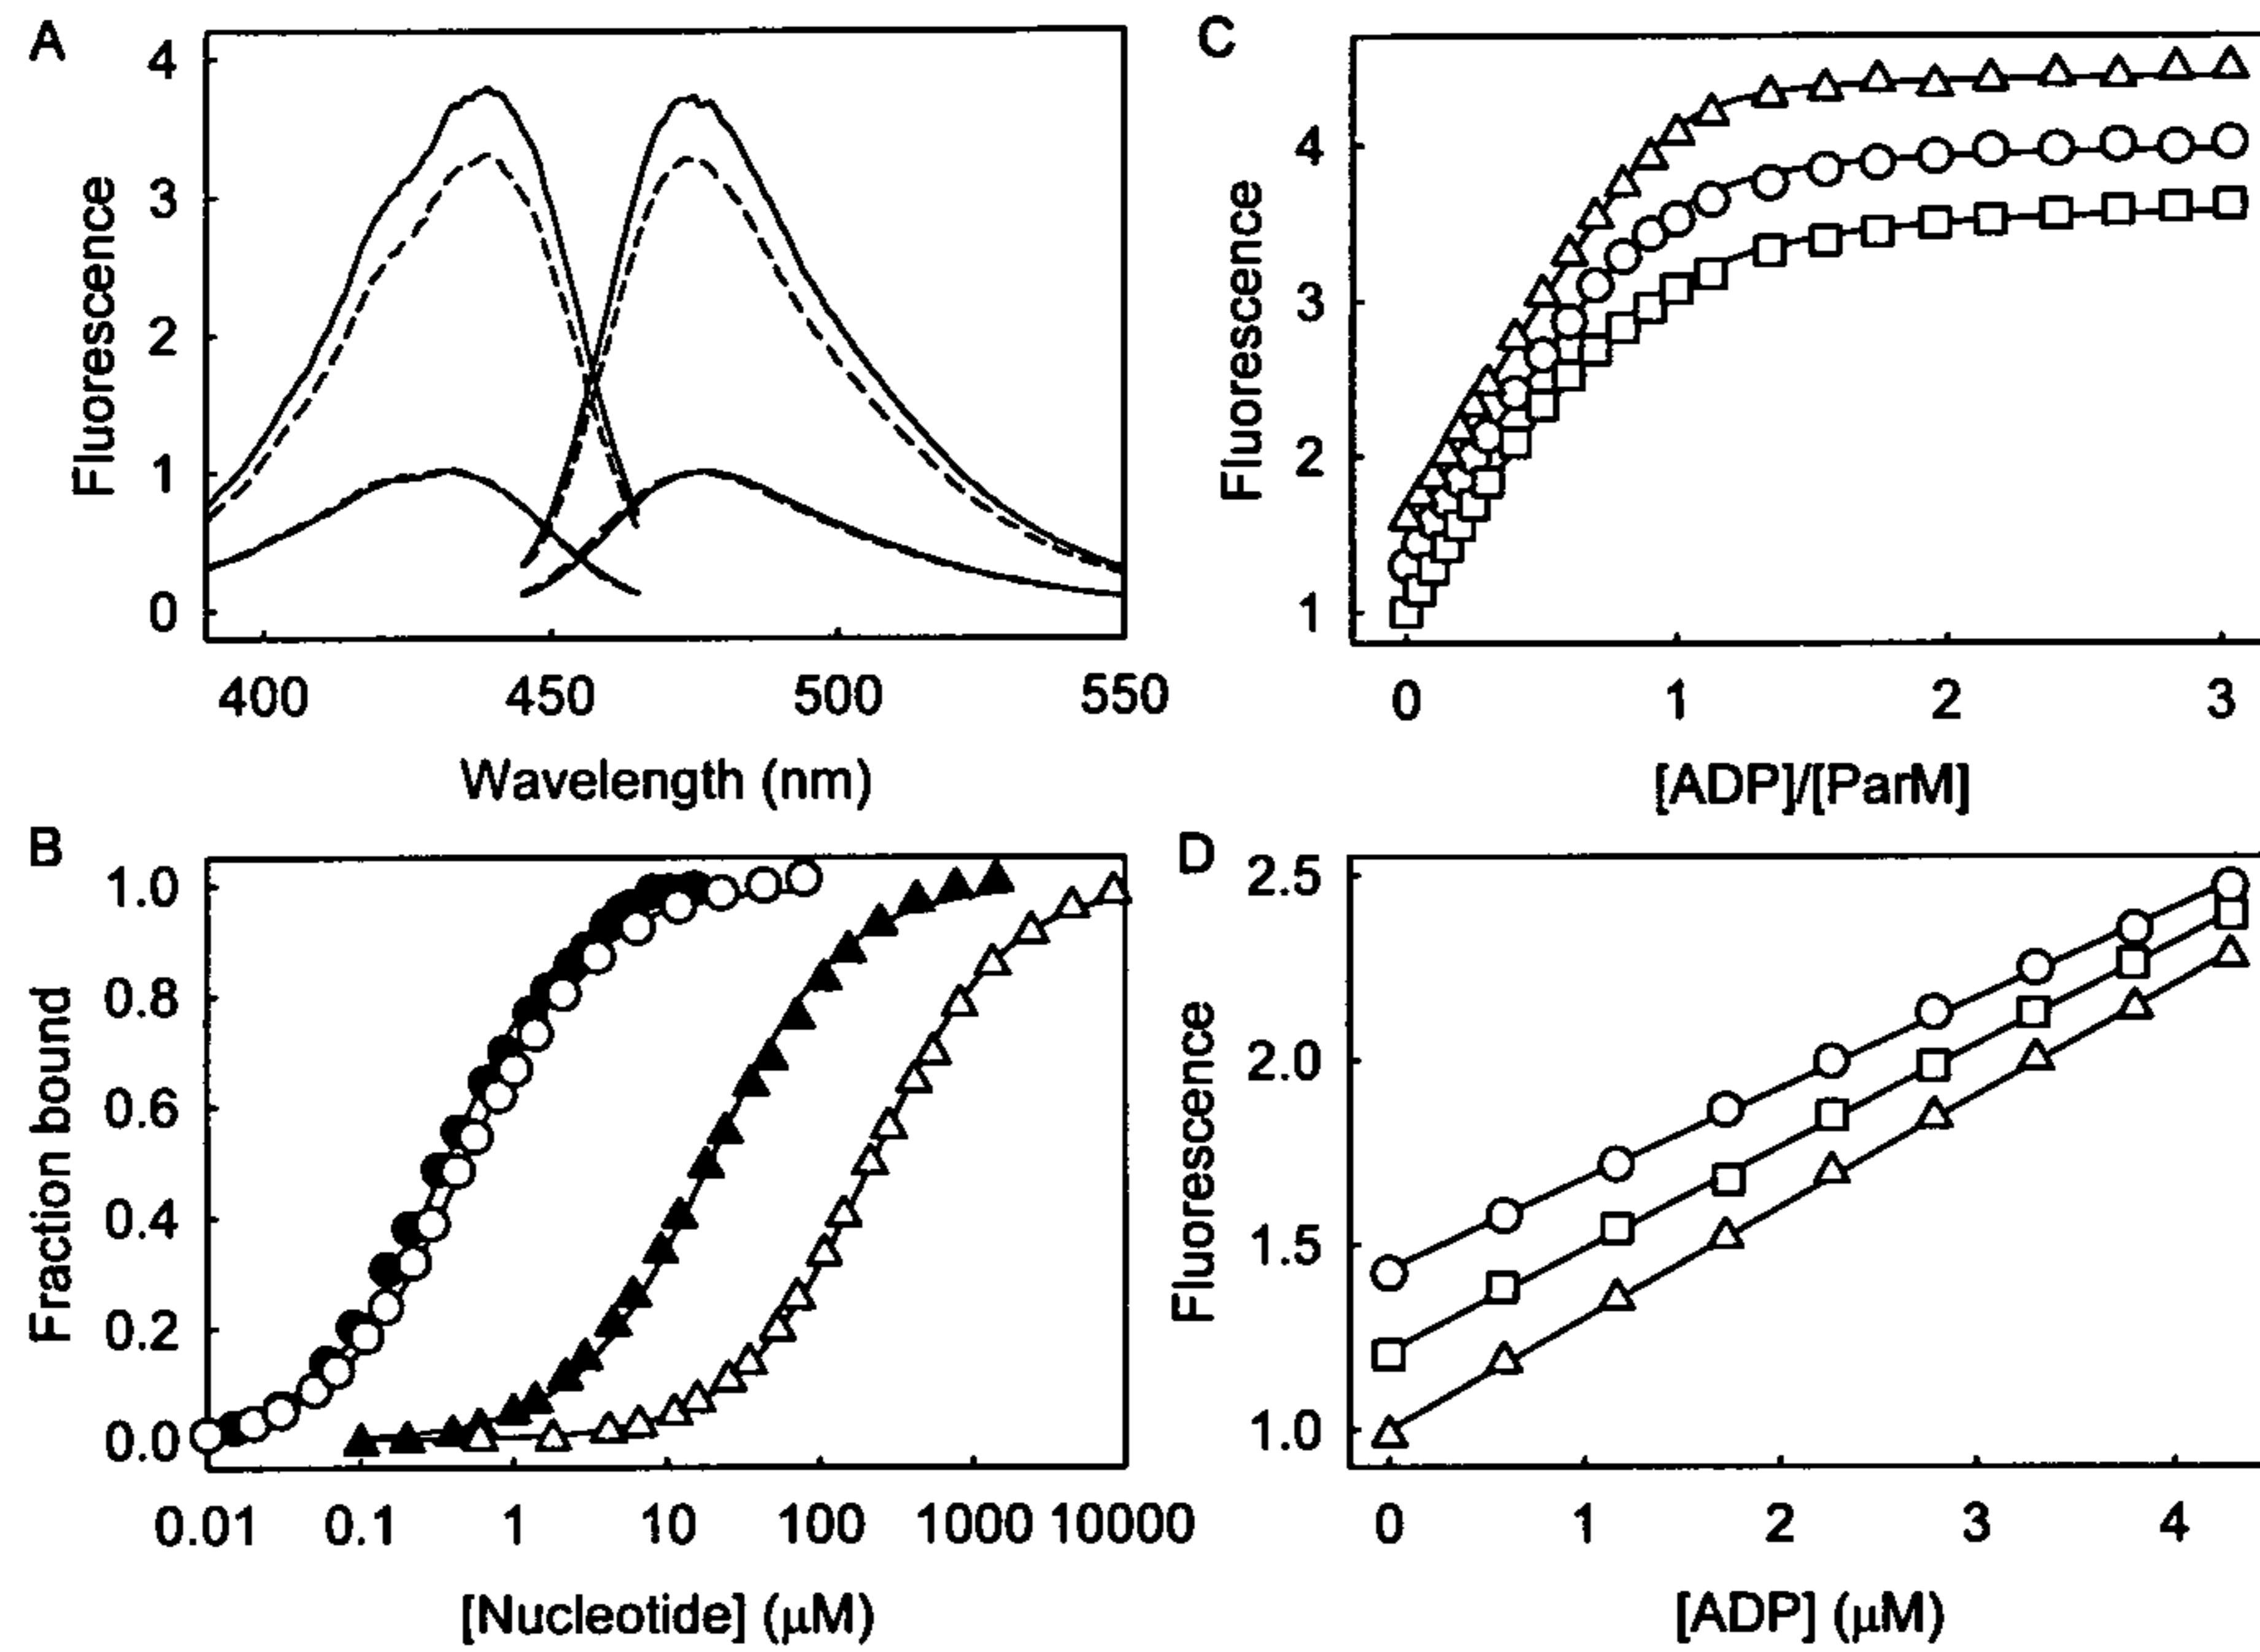 A
Fluorescence
4
3
2
1
0
400 450 500 550
Wavelength (nm)
C
Fluorescence
4
3
2
1
0 1 2 3
[ADP]/[ParM]
B
Fraction bound
1.0
0.8
0.6
0.4
0.2
0.0
0.01 0.1 1 10 100 1000 10000
[Nucleotide] (μM)
D
Fluorescence
2.5
2.0
1.5
1.0
0 1 2 3 4
[ADP] (μM)